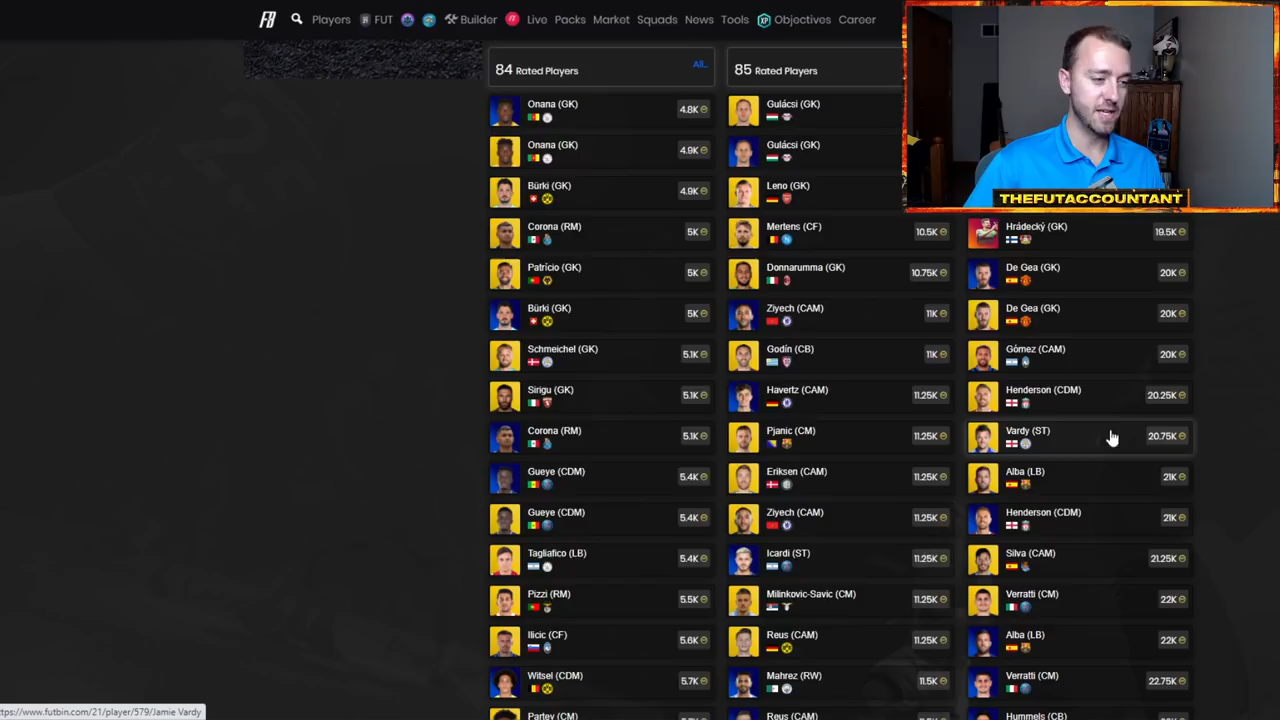 Players FUT Builder Live Packs Market Squads News Tools XP Objectives Career
THEFUTACCOUNTANT
84 Rated Players All..
Onana (GK) 4.8K
Onana (GK) 4.9K
Bürki (GK) 4.9K
Corona (RM) 5K
Patrício (GK) 5K
Bürki (GK) 5K
Schmeichel (GK) 5.1K
Sirigu (GK) 5.1K
Corona (RM) 5.1K
Gueye (CDM) 5.4K
Gueye (CDM) 5.4K
Tagliafico (LB) 5.4K
Pizzi (RM) 5.5K
Ilicic (CF) 5.6K
Witsel (CDM) 5.7K
Partey (CM)
85 Rated Players
Gulácsi (GK)
Gulácsi (GK)
Leno (GK)
Mertens (CF) 10.5K
Donnarumma (GK) 10.75K
Ziyech (CAM) 11K
Godín (CB) 11K
Havertz (CAM) 11.25K
Pjanic (CM) 11.25K
Eriksen (CAM) 11.25K
Ziyech (CAM) 11.25K
Icardi (ST) 11.25K
Milinkovic-Savic (CM) 11.25K
Reus (CAM) 11.25K
Mahrez (RW) 11.5K
Reus (CAM)
Hrádecký (GK) 19.5K
De Gea (GK) 20K
De Gea (GK) 20K
Gómez (CAM) 20K
Henderson (CDM) 20.25K
Vardy (ST) 20.75K
Alba (LB) 21K
Henderson (CDM) 21K
Silva (CAM) 21.25K
Verratti (CM) 22K
Alba (LB) 22K
Verratti (CM) 22.75K
Hummels (CB)
ttps://www.futbin.com/21/player/579/Jamie Vardy